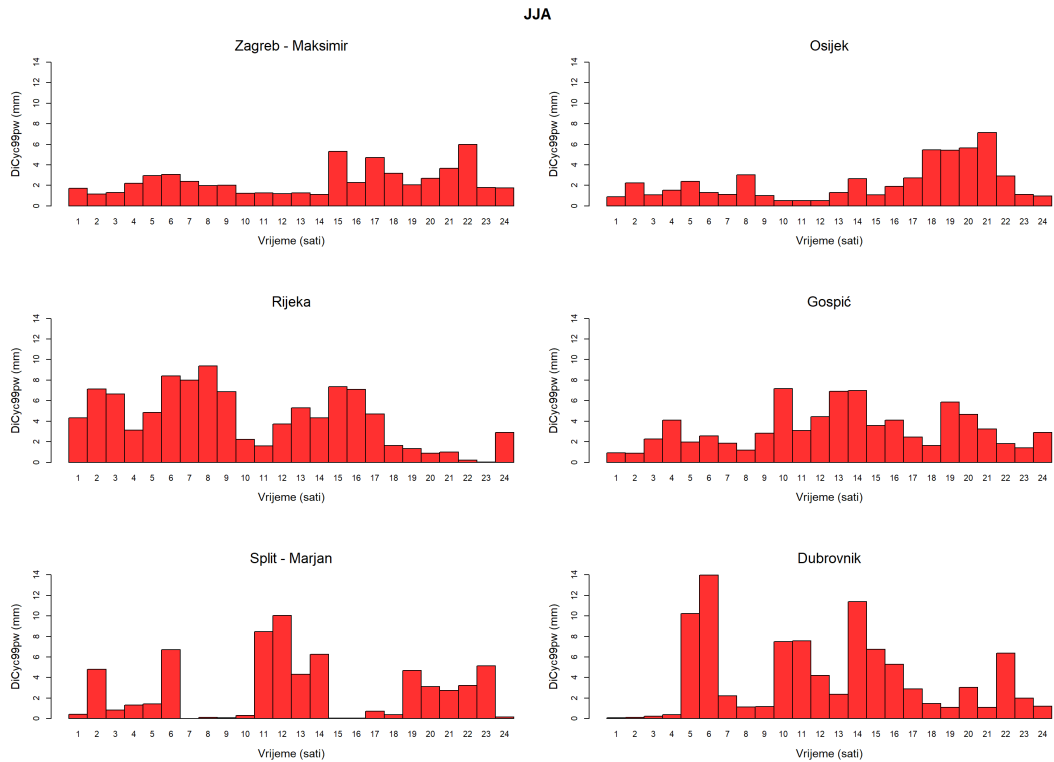 JJA
Zagreb - Maksimir
DiCyc99pw (mm)
0 2 4 6 8 10 12 14
1 2 3 4 5 6 7 8 9 10 11 12 13 14 15 16 17 18 19 20 21 22 23 24
Vrijeme (sati)
Osijek
DiCyc99pw (mm)
0 2 4 6 8 10 12 14
1 2 3 4 5 6 7 8 9 10 11 12 13 14 15 16 17 18 19 20 21 22 23 24
Vrijeme (sati)
Rijeka
DiCyc99pw (mm)
0 2 4 6 8 10 12 14
1 2 3 4 5 6 7 8 9 10 11 12 13 14 15 16 17 18 19 20 21 22 23 24
Vrijeme (sati)
Gospić
DiCyc99pw (mm)
0 2 4 6 8 10 12 14
1 2 3 4 5 6 7 8 9 10 11 12 13 14 15 16 17 18 19 20 21 22 23 24
Vrijeme (sati)
Split - Marjan
DiCyc99pw (mm)
0 2 4 6 8 10 12 14
1 2 3 4 5 6 7 8 9 10 11 12 13 14 15 16 17 18 19 20 21 22 23 24
Vrijeme (sati)
Dubrovnik
DiCyc99pw (mm)
0 2 4 6 8 10 12 14
1 2 3 4 5 6 7 8 9 10 11 12 13 14 15 16 17 18 19 20 21 22 23 24
Vrijeme (sati)